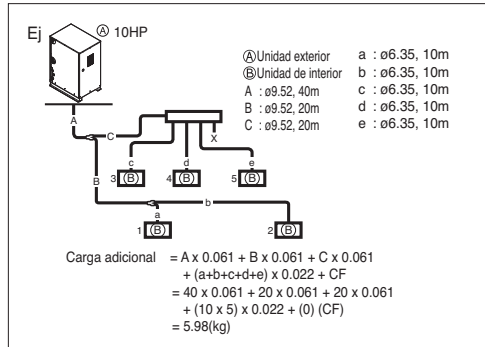 Ej Ⓐ 10HP
Ⓐ Unidad exterior
Ⓑ Unidad de interior
A : ø9.52, 40m
B : ø9.52, 20m
C : ø9.52, 20m
a : ø6.35, 10m
b : ø6.35, 10m
c : ø6.35, 10m
d : ø6.35, 10m
e : ø6.35, 10m
A
C
X
c d e
B
3 Ⓑ 4 Ⓑ 5 Ⓑ
b
a
1 Ⓑ 2 Ⓑ
Carga adicional = A x 0.061 + B x 0.061 + C x 0.061
+ (a+b+c+d+e) x 0.022 + CF
= 40 x 0.061 + 20 x 0.061 + 20 x 0.061
+ (10 x 5) x 0.022 + (0) (CF)
= 5.98(kg)